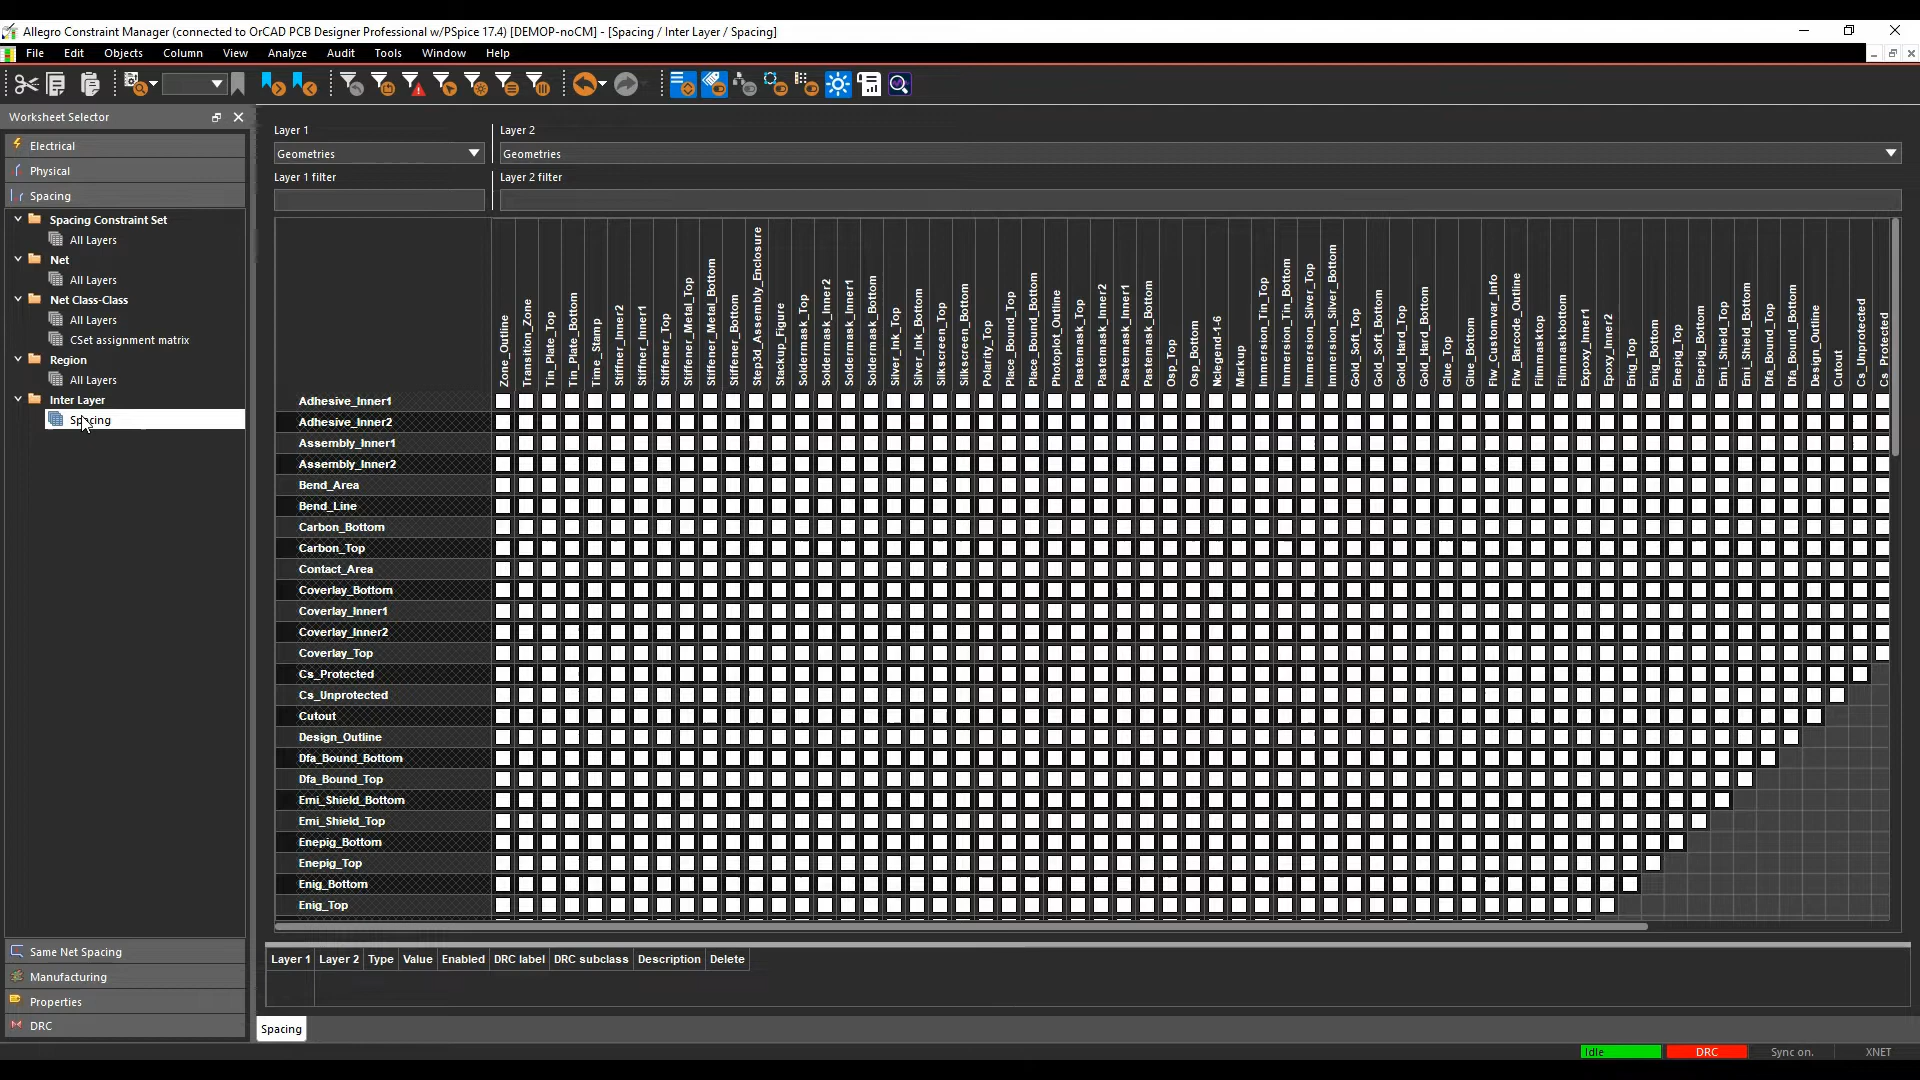 Allegro Constraint Manager (connected to OrCAD PCB Designer Professional w/PSpice 17.4) [DEMOP-noCM] - [Spacing / Inter Layer / Spacing]
File Edit Objects Column View Analyze Audit Tools Window Help
Worksheet Selector
Electrical
Physical
Spacing
Spacing Constraint Set
All Layers
Net
All Layers
Net Class-Class
All Layers
CSet assignment matrix
Region
All Layers
Inter Layer
Spacing
Same Net Spacing
Manufacturing
Properties
DRC
Layer 1
Layer 2
Geometries
Geometries
Layer 1 filter
Layer 2 filter
Zone_Outline
Transition_Zone
Tin_Plate_Top
Tin_Plate_Bottom
Time_Stamp
Stiffner_Inner2
Stiffner_Inner1
Stiffener_Top
Stiffener_Metal_Top
Stiffener_Metal_Bottom
Stiffener_Bottom
Step3d_Assembly_Enclosure
Stackup_Figure
Soldermask_Top
Soldermask_Inner2
Soldermask_Inner1
Soldermask_Bottom
Silver_Ink_Top
Silver_Ink_Bottom
Silkscreen_Top
Silkscreen_Bottom
Polarity_Top
Place_Bound_Top
Place_Bound_Bottom
Photoplot_Outline
Pastemask_Top
Pastemask_Inner2
Pastemask_Inner1
Pastemask_Bottom
Osp_Top
Osp_Bottom
Nclegend-1-6
Markup
Immersion_Tin_Top
Immersion_Tin_Bottom
Immersion_Silver_Top
Immersion_Silver_Bottom
Gold_Soft_Top
Gold_Soft_Bottom
Gold_Hard_Top
Gold_Hard_Bottom
Glue_Top
Glue_Bottom
Flw_Customvar_Info
Flw_Barcode_Outline
Filmmasktop
Filmmaskbottom
Expoxy_Inner1
Epoxy_Inner2
Enig_Top
Enig_Bottom
Enepig_Top
Enepig_Bottom
Emi_Shield_Top
Emi_Shield_Bottom
Dfa_Bound_Top
Dfa_Bound_Bottom
Design_Outline
Cutout
Cs_Unprotected
Cs_Protected
Adhesive_Inner1
Adhesive_Inner2
Assembly_Inner1
Assembly_Inner2
Bend_Area
Bend_Line
Carbon_Bottom
Carbon_Top
Contact_Area
Coverlay_Bottom
Coverlay_Inner1
Coverlay_Inner2
Coverlay_Top
Cs_Protected
Cs_Unprotected
Cutout
Design_Outline
Dfa_Bound_Bottom
Dfa_Bound_Top
Emi_Shield_Bottom
Emi_Shield_Top
Enepig_Bottom
Enepig_Top
Enig_Bottom
Enig_Top
Layer 1 Layer 2 Type Value Enabled DRC label DRC subclass Description Delete
Spacing
Idle DRC Sync on. XNET